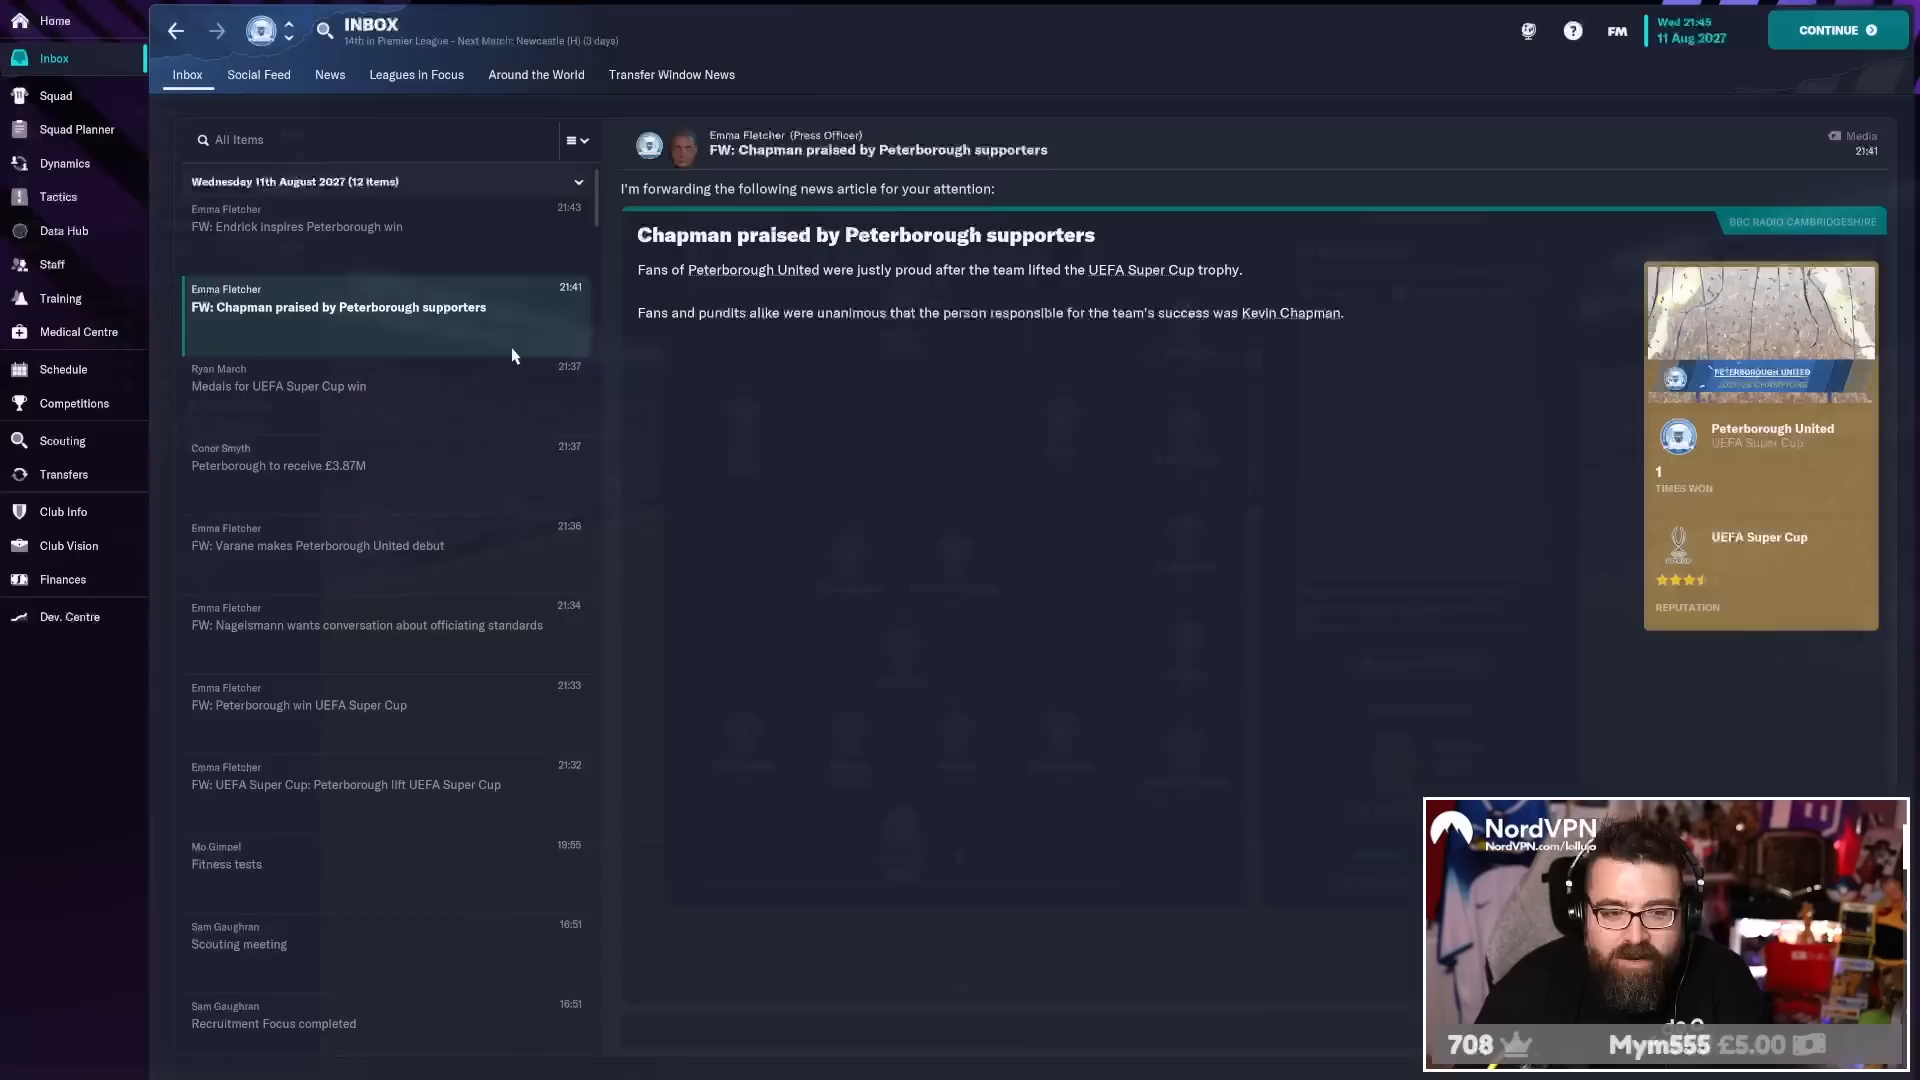 Home
Inbox
Squad
Squad Planner
Dynamics
Tactics
Data Hub
Staff
Training
Medical Centre
Schedule
Competitions
Scouting
Transfers
Club Info
Club Vision
Finances
Dev. Centre
INBOX
14th in Premier League - Next Match: Newcastle (H) (3 days)
FM
Wed 21:45
11 Aug 2027
CONTINUE
Inbox
Social Feed
News
Leagues in Focus
Around the World
Transfer Window News
All Items
Wednesday 11th August 2027 (12 items)
Emma Fletcher 21:43
FW: Endrick inspires Peterborough win
Emma Fletcher 21:41
FW: Chapman praised by Peterborough supporters
Ryan March 21:37
Medals for UEFA Super Cup win
Conor Smyth 21:37
Peterborough to receive £3.87M
Emma Fletcher 21:36
FW: Varane makes Peterborough United debut
Emma Fletcher 21:34
FW: Nagelsmann wants conversation about officiating standards
Emma Fletcher 21:33
FW: Peterborough win UEFA Super Cup
Emma Fletcher 21:32
FW: UEFA Super Cup: Peterborough lift UEFA Super Cup
Mo Gimpel 19:55
Fitness tests
Sam Gaughran 16:51
Scouting meeting
Sam Gaughran 16:51
Recruitment Focus completed
Emma Fletcher (Press Officer)
FW: Chapman praised by Peterborough supporters
Media
21:41
I'm forwarding the following news article for your attention:
BBC RADIO CAMBRIDGESHIRE
Chapman praised by Peterborough supporters
Fans of Peterborough United were justly proud after the team lifted the UEFA Super Cup trophy.
Fans and pundits alike were unanimous that the person responsible for the team's success was Kevin Chapman.
PETERBOROUGH UNITED
2027/28 CHAMPIONS
Peterborough United
UEFA Super Cup
1
TIMES WON
UEFA Super Cup
REPUTATION
NordVPN
NordVPN.com/lollujo
708
Mym555 £5.00